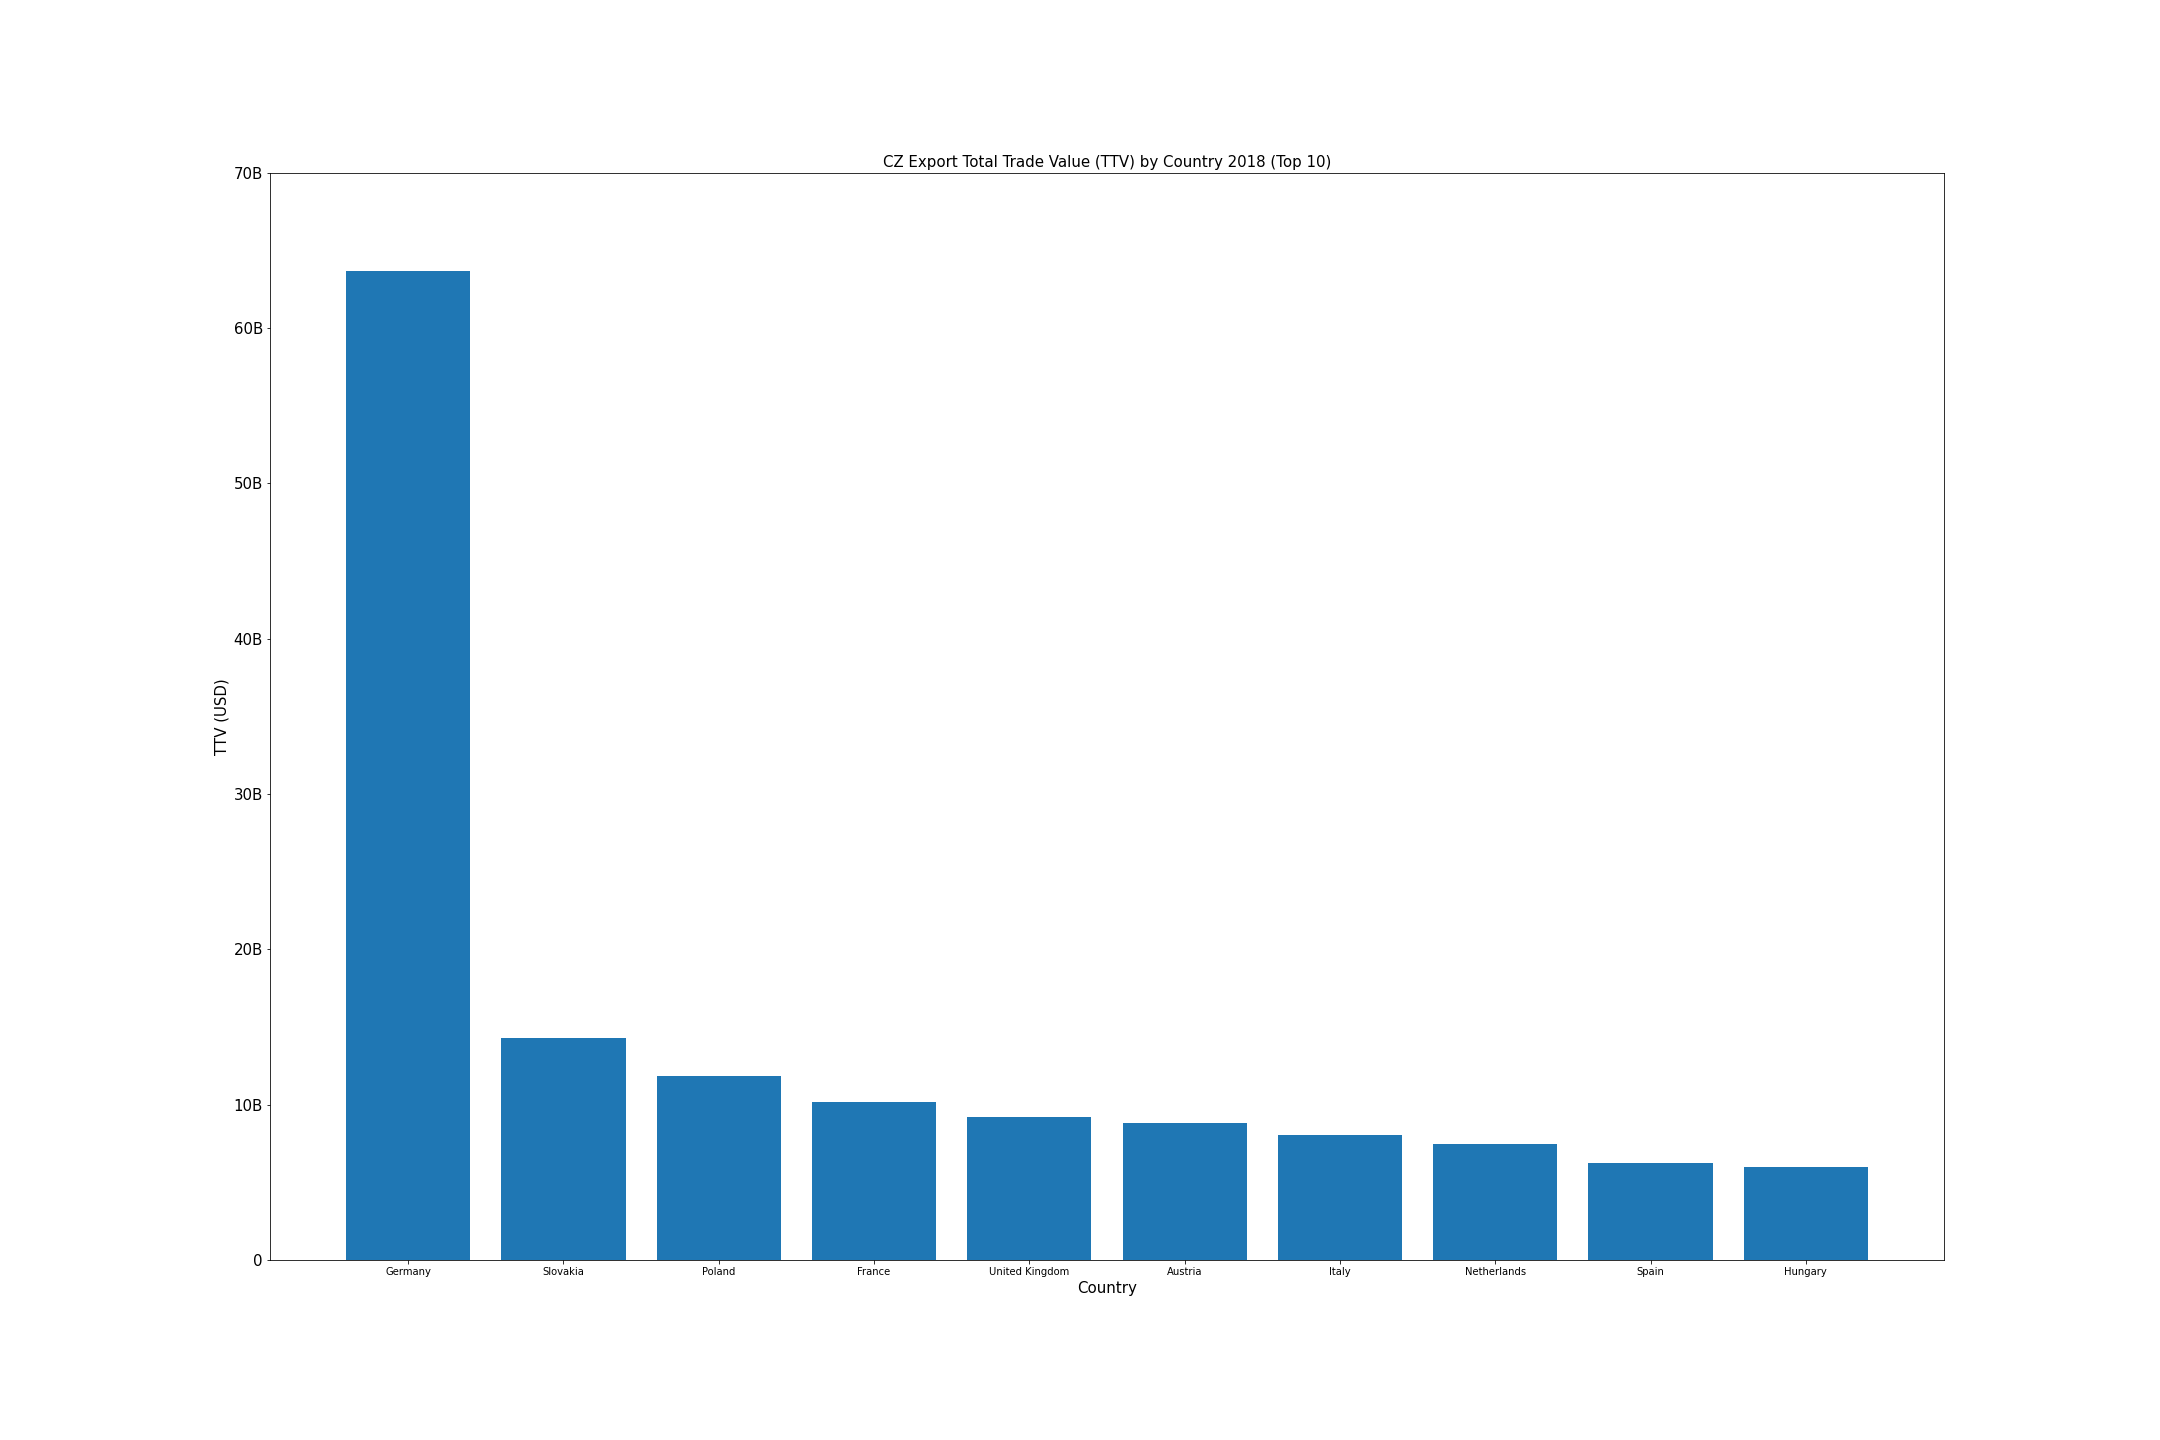 CZ Export Total Trade Value (TTV) by Country 2018 (Top 10)
70B
60B
50B
40B
30B
20B
10B
0
TTV (USD)
Germany Slovakia Poland France United Kingdom Austria Italy Netherlands Spain Hungary
Country